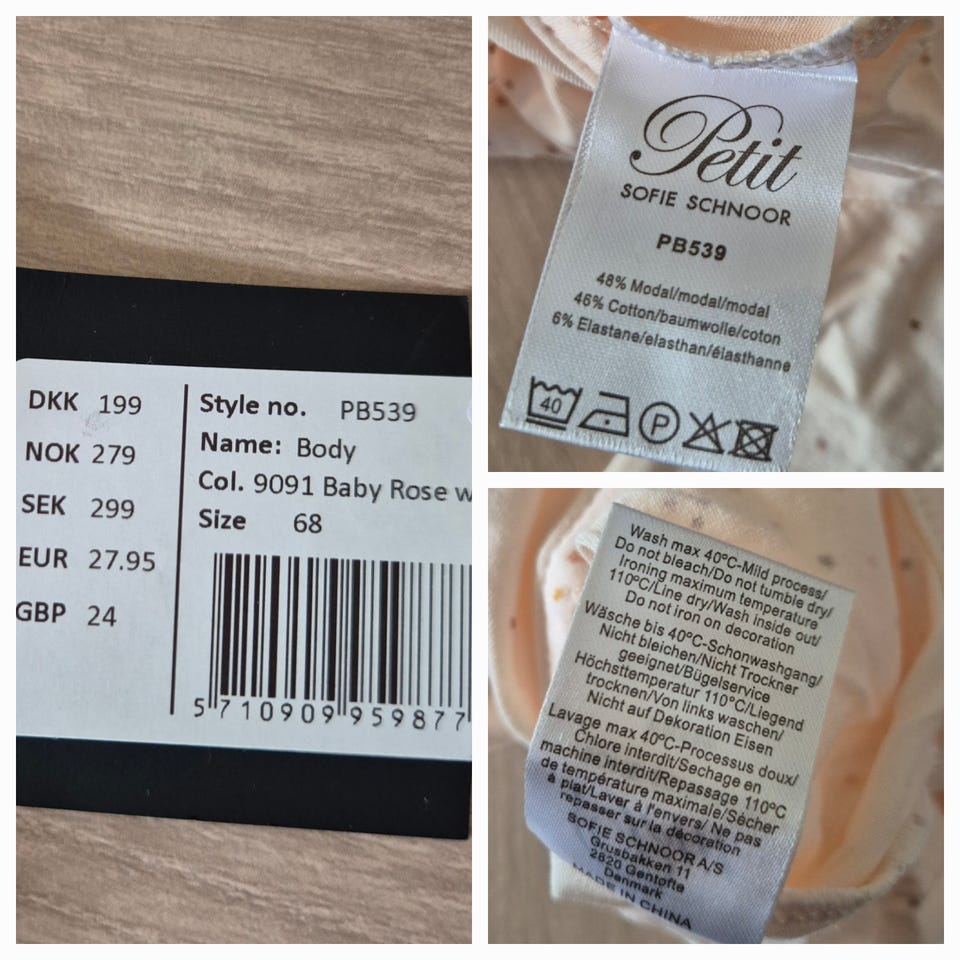 DKK 199
NOK 279
SEK 299
EUR 27.95
GBP 24
Style no. PB539
Name: Body
Col. 9091 Baby Rose w
Size 68
5 710909 959877
Petit
SOFIE SCHNOOR
PB539
48% Modal/modal/modal
46% Cotton/baumwolle/coton
6% Elastane/elasthan/élasthanne
40
P
Wash max 40ºC-Mild process/
Do not bleach/Do not tumble dry/
Ironing maximum temperature
110ºC/Line dry/Wash inside out/
Do not iron on decoration
Wäsche bis 40ºC-Schonwashgang/
Nicht bleichen/Nicht Trockner
geeignet/Bügelservice
Höchsttemperatur 110ºC/Liegend
trocknen/Von links waschen/
Nicht auf Dekoration Eisen
Lavage max 40ºC-Processus doux/
Chlore interdit/Sechage en
machine interdit/Repassage 110ºC
de température maximale/Sécher
à plat/Laver à l'envers/ Ne pas
repasser sur la décoration
SOFIE SCHNOOR A/S
Grusbakken 11
2820 Gentofte
Denmark
MADE IN CHINA